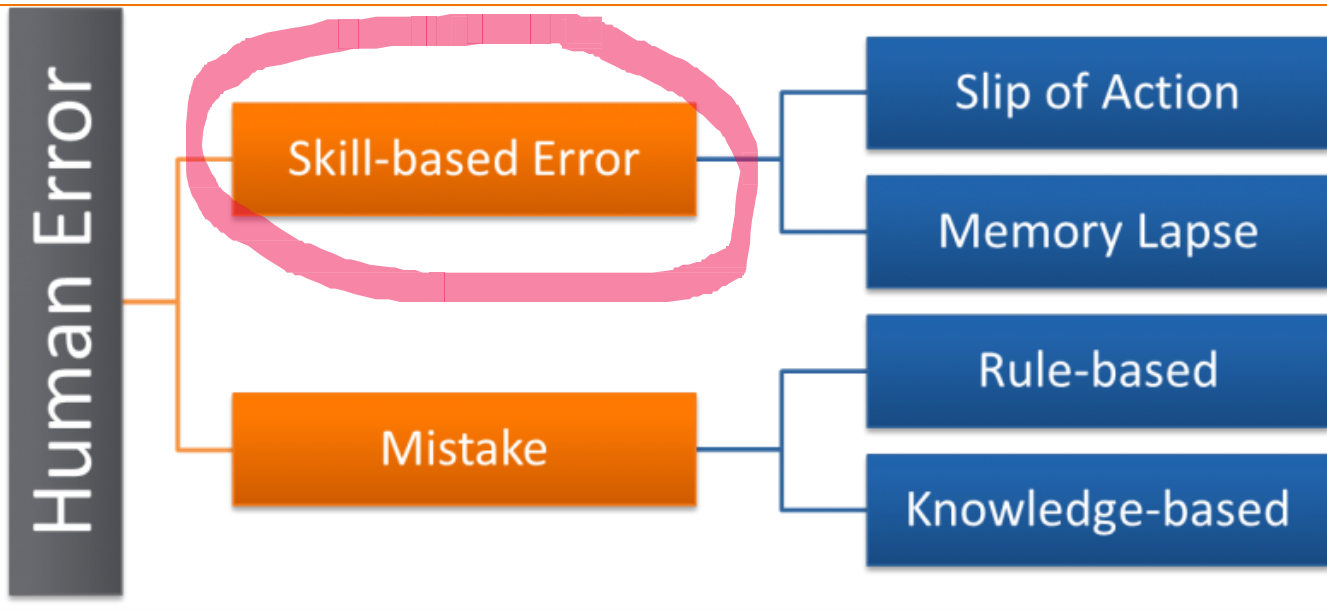 Human Error
Skill-based Error
Slip of Action
Memory Lapse
Mistake
Rule-based
Knowledge-based